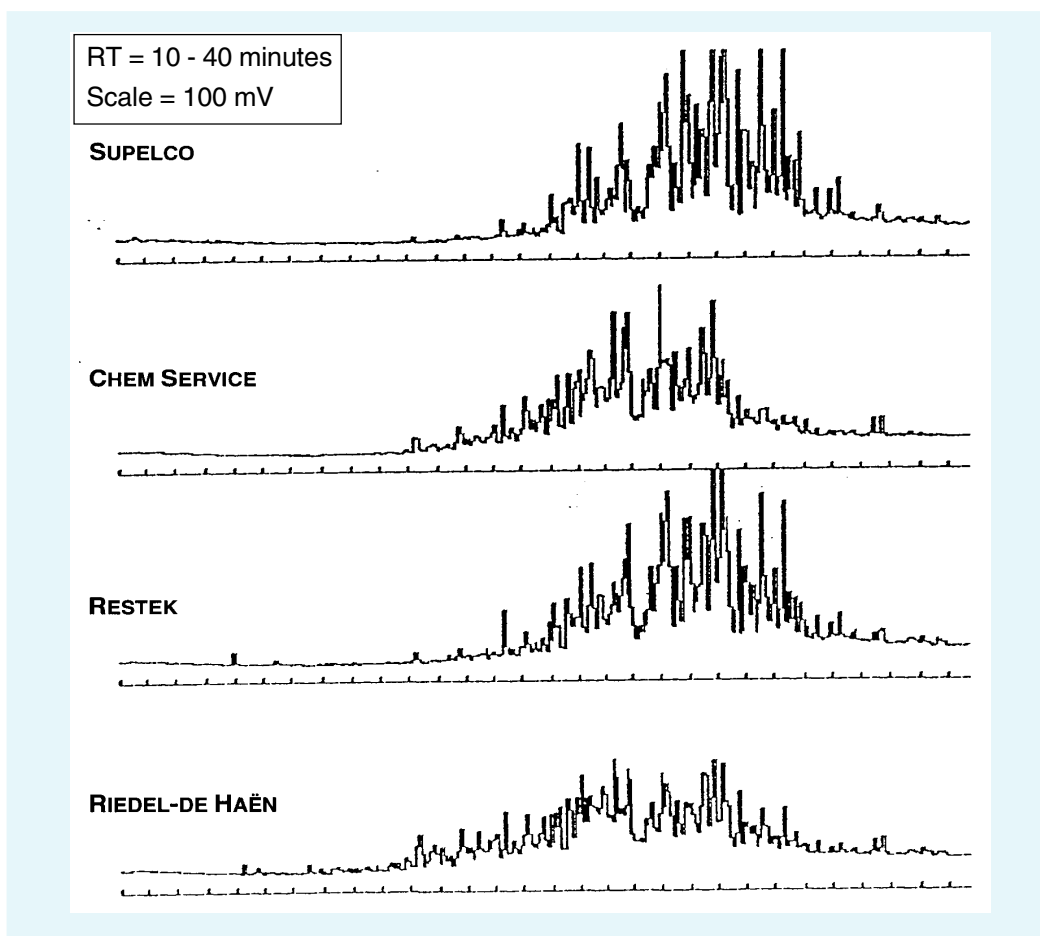 RT = 10 - 40 minutes
Scale = 100 mV
SUPELCO
CHEM SERVICE
RESTEK
RIEDEL-DE HAËN